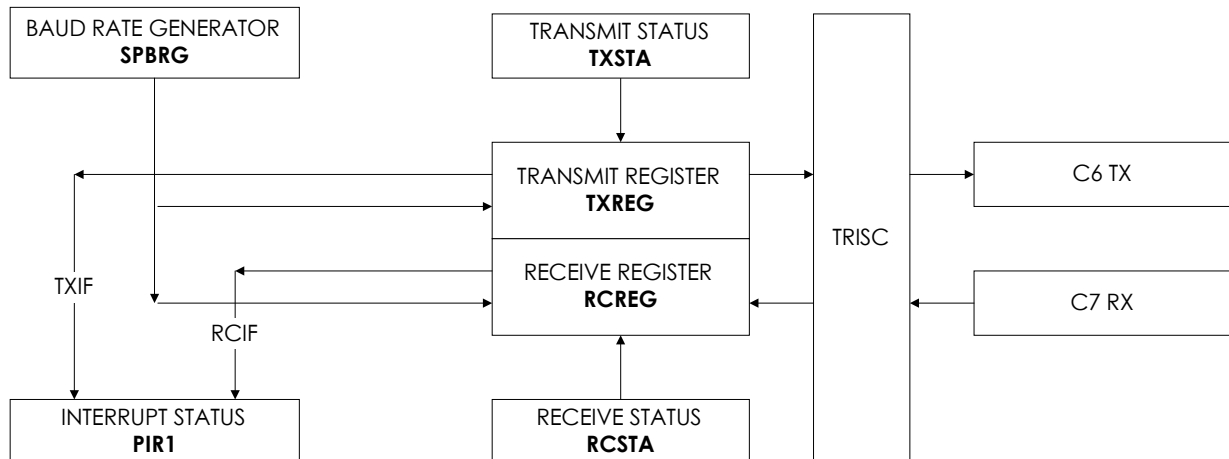 BAUD RATE GENERATOR
SPBRG
TRANSMIT STATUS
TXSTA
TRANSMIT REGISTER
TXREG
C6 TX
TRISC
RECEIVE REGISTER
RCREG
C7 RX
TXIF
RCIF
INTERRUPT STATUS
PIR1
RECEIVE STATUS
RCSTA